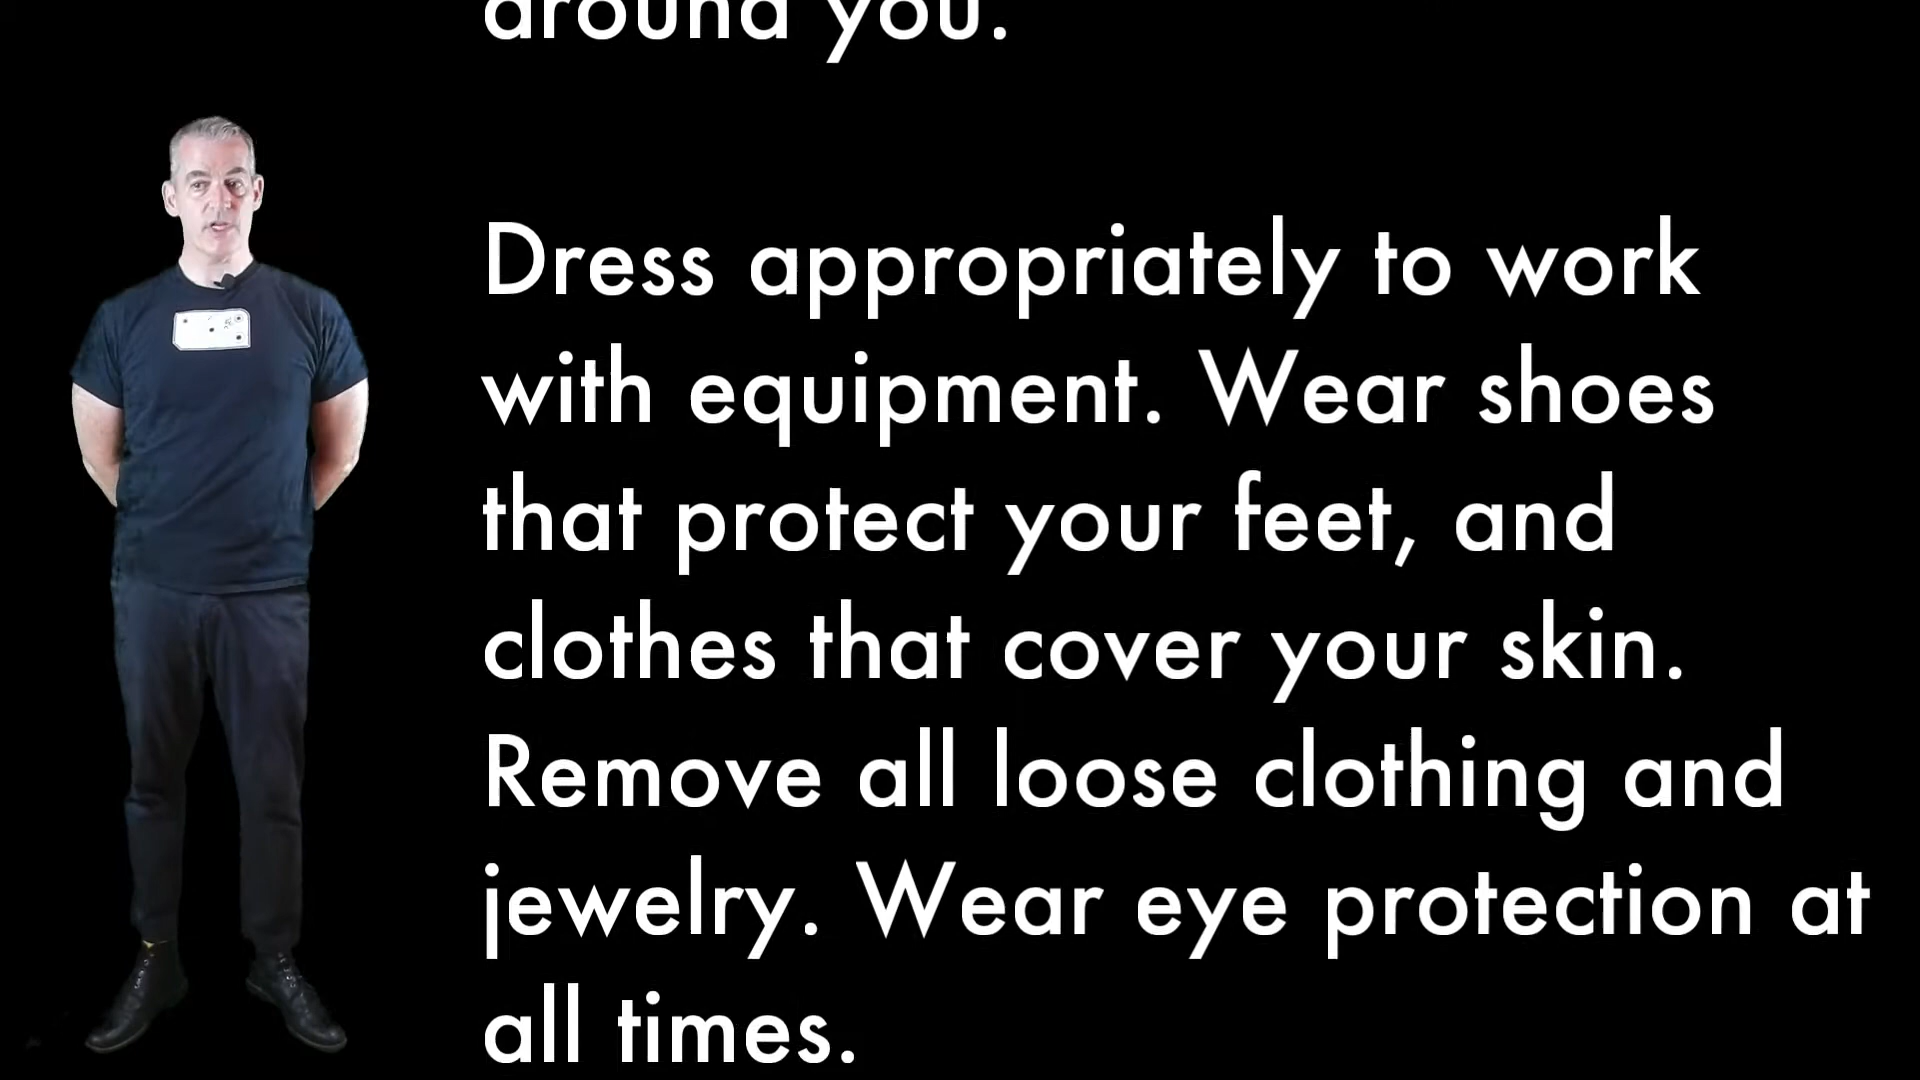 around you.
Dress appropriately to work
with equipment. Wear shoes
that protect your feet, and
clothes that cover your skin.
Remove all loose clothing and
jewelry. Wear eye protection at
all times.